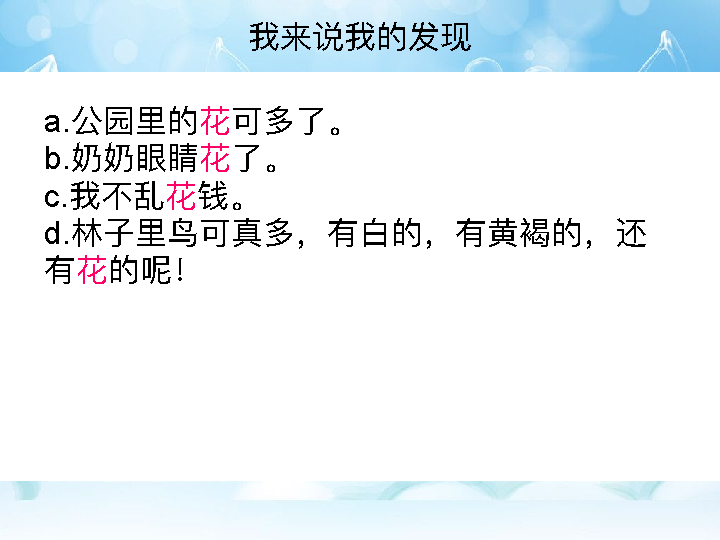 我来说我的发现
a.公园里的花可多了。
b.奶奶眼睛花了。
c.我不乱花钱。
d.林子里鸟可真多，有白的，有黄褐的，还
有花的呢！